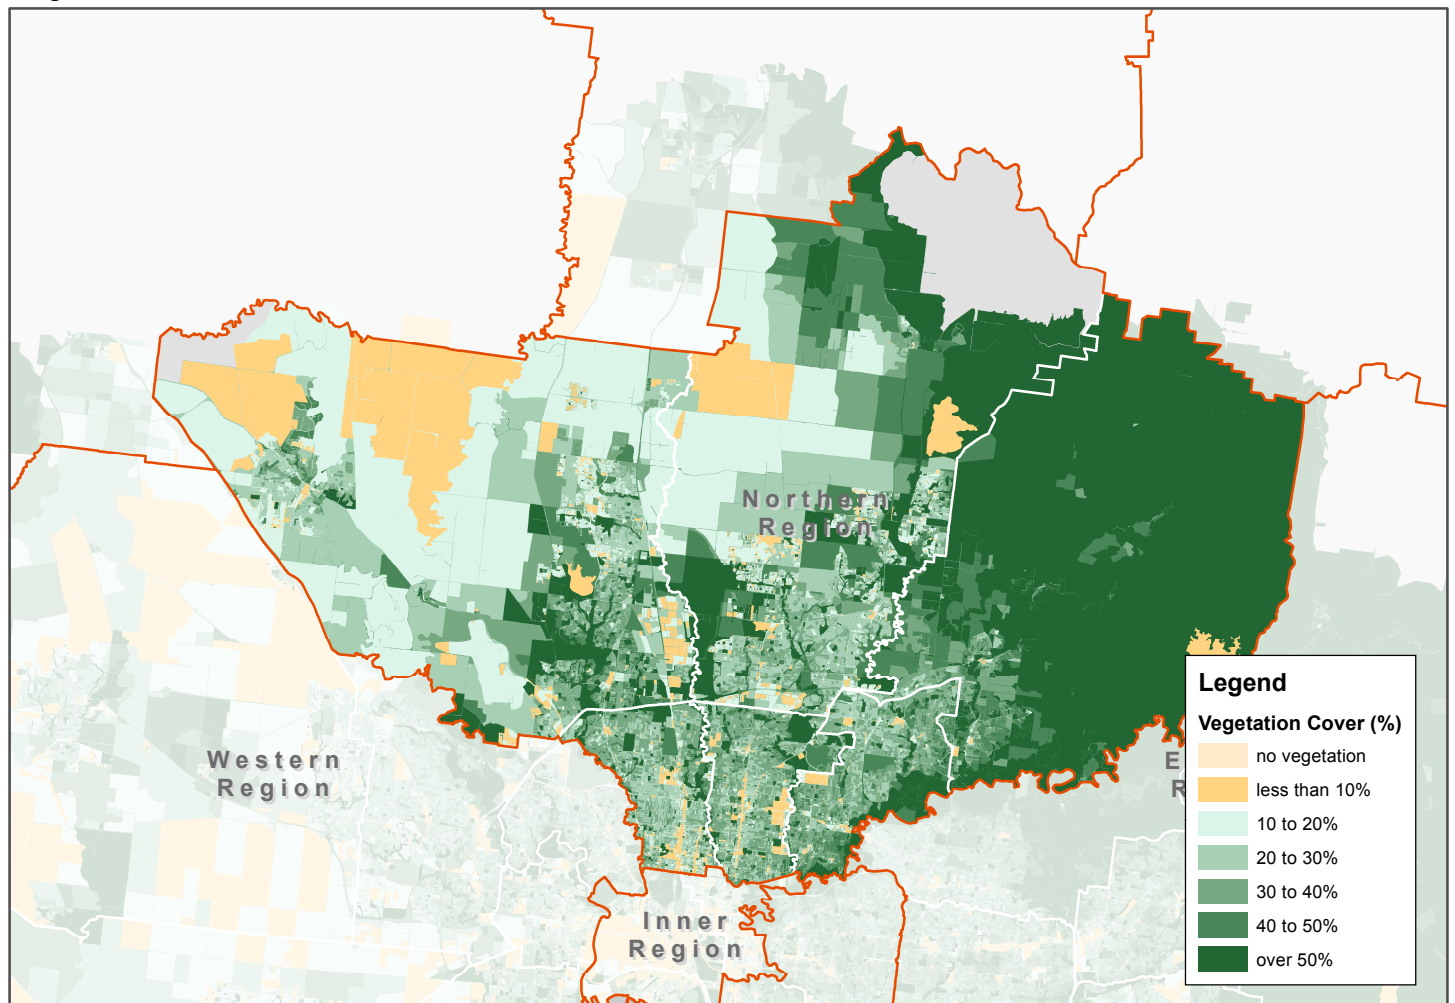 Northern
Region
Western
Region
Inner
Region
E
R
Legend
Vegetation Cover (%)
no vegetation
less than 10%
10 to 20%
20 to 30%
30 to 40%
40 to 50%
over 50%